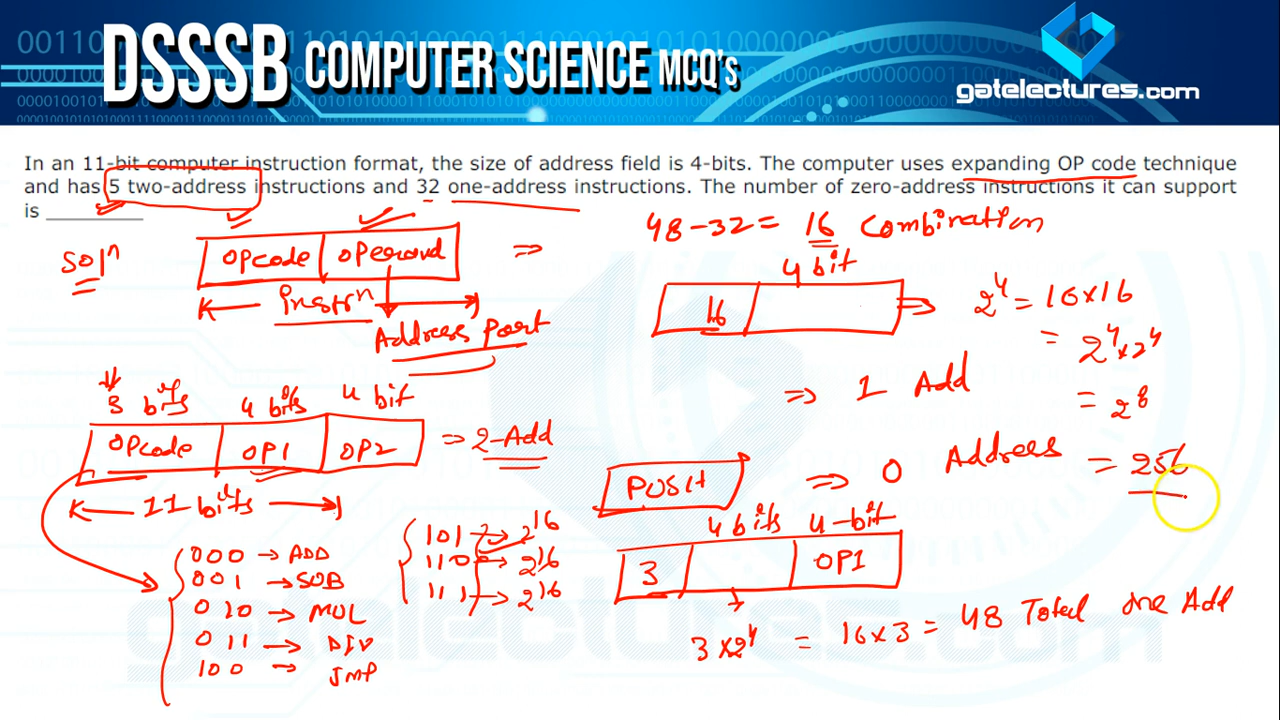 DSSSB COMPUTER SCIENCE MCQ's
gatelectures.com
In an 11-bit computer instruction format, the size of address field is 4-bits. The computer uses expanding OP code technique
and has 5 two-address instructions and 32 one-address instructions. The number of zero-address instructions it can support
is ________
Solⁿ
OPcode
OPerand
⇒
Instrⁿ
Address Part
3 bits 4 bits 4 bit
OPcode OP1 OP2 ⇒ 2-Add
11 bits
000 → ADD
001 → SUB
010 → MUL
011 → DIV
100 → JMP
101 → 2^16
110 → 2^16
111 → 2^16
48-32 = 16 Combination
4 bit
16 ⇒ 2^4 = 16×16
= 2^4×2^4
⇒ 1 Add = 2^8
PUSH ⇒ 0 Address = 256
4 bits 4-bit
3 OP1
3×2^4 = 16×3 = 48 Total one Add